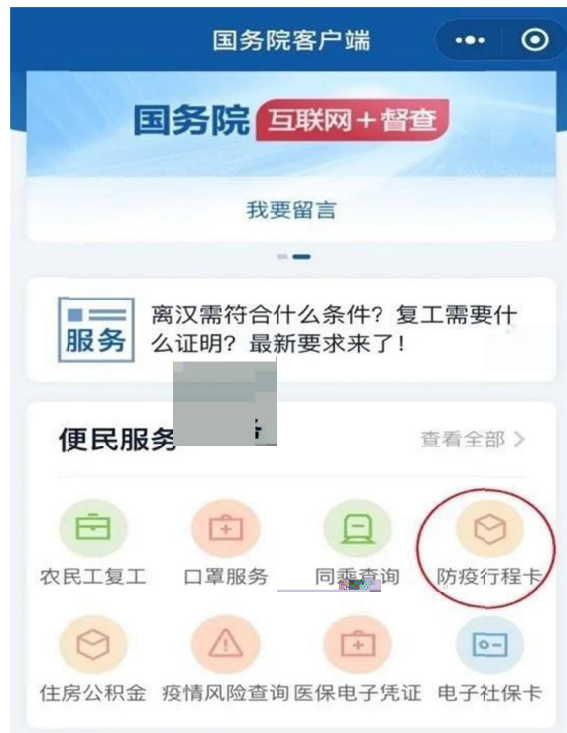 国务院客户端
国务院 互联网＋督查
我要留言
服务
离汉需符合什么条件？复工需要什
么证明？最新要求来了！
便民服务
查看全部
农民工复工 口罩服务 同乘查询 防疫行程卡
住房公积金 疫情风险查询 医保电子凭证 电子社保卡